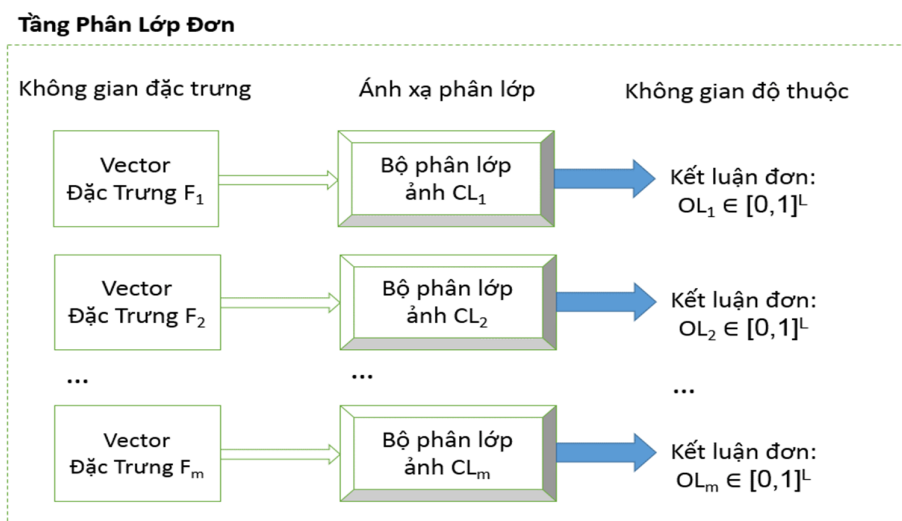 Tầng Phân Lớp Đơn
Không gian đặc trưng
Ánh xạ phân lớp
Không gian độ thuộc
Vector
Đặc Trưng F₁
Bộ phân lớp
ảnh CL₁
Kết luận đơn:
OL₁ ∈ [0,1]ᴸ
Vector
Đặc Trưng F₂
Bộ phân lớp
ảnh CL₂
Kết luận đơn:
OL₂ ∈ [0,1]ᴸ
...
...
...
Vector
Đặc Trưng Fₘ
Bộ phân lớp
ảnh CLₘ
Kết luận đơn:
OLₘ ∈ [0,1]ᴸ